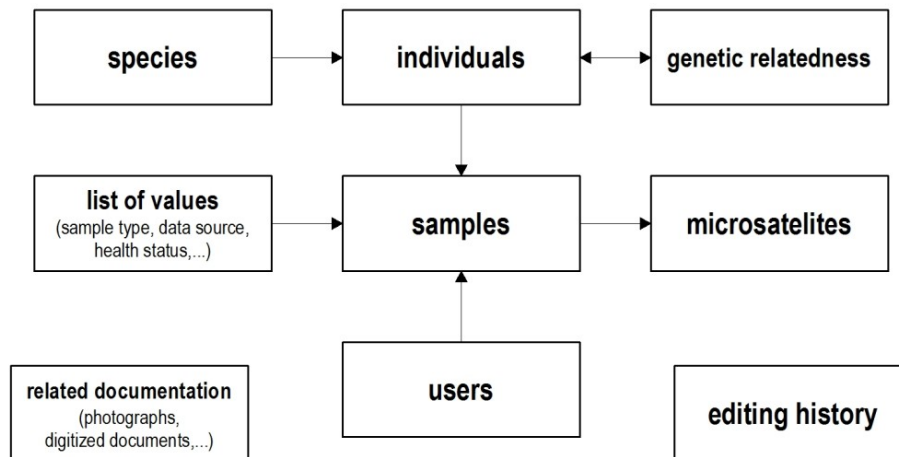 species
individuals
genetic relatedness
list of values
(sample type, data source,
health status,...)
samples
microsatelites
related documentation
(photographs,
digitized documents,...)
users
editing history